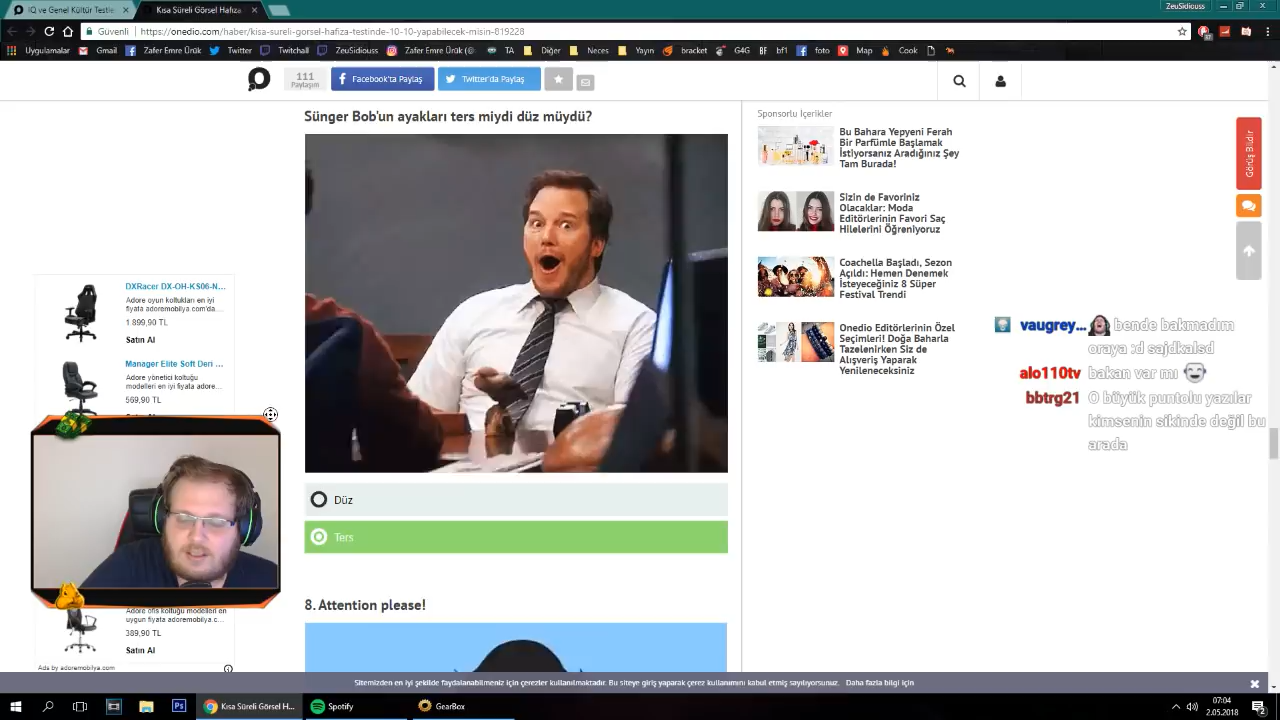 IQ ve Genel Kültür Testleri
Kısa Süreli Görsel Hafıza
ZeuSidiouss
Güvenli
https://onedio.com/haber/kisa-sureli-gorsel-hafiza-testinde-10-10-yapabilecek-misin-819228
Uygulamalar
Gmail
Zafer Emre Ürük
Twitter
Twitchall
ZeuSidiouss
Zafer Emre Ürük
TA
Diğer
Neces
Yayın
bracket
G4G
bf1
foto
Map
Cook
111
Paylaşım
Facebook'ta Paylaş
Twitter'da Paylaş
Sünger Bob'un ayakları ters miydi düz müydü?
Düz
Ters
8. Attention please!
Sponsorlu İçerikler
Bu Bahara Yepyeni Ferah
Bir Parfümle Başlamak
İstiyorsanız Aradığınız Şey
Tam Burada!
Sizin de Favoriniz
Olacaklar: Moda
Editörlerinin Favori Saç
Hilelerini Öğreniyoruz
Coachella Başladı, Sezon
Açıldı: Hemen Denemek
İsteyeceğiniz 8 Süper
Festival Trendi
Onedio Editörlerinin Özel
Seçimleri! Doğa Baharla
Tazelenirken Siz de
Alışveriş Yaparak
Yenileneceksiniz
Görüş Bildir
DXRacer DX-OH-KS06-N...
Adore oyun koltukları en iyi
fiyata adoremobilya.com'da....
1.899,90 TL
Satın Al
Manager Elite Soft Deri ...
Adore yönetici koltuğu
modelleri en iyi fiyata adore...
569,90 TL
Adore ofis koltuğu modelleri en
uygun fiyata adoremobilya.c...
389,90 TL
Satın Al
Ads by adoremobilya.com
vaugrey... bende bakmadım
oraya :d sajdkalsd
alo110tv bakan var mı
bbtrg21 O büyük puntolu yazılar
kimsenin sikinde değil bu
arada
Sitemizden en iyi şekilde faydalanabilmeniz için çerezler kullanılmaktadır. Bu siteye giriş yaparak çerez kullanımını kabul etmiş sayılıyorsunuz. Daha fazla bilgi için
Kısa Süreli Görsel H...
Spotify
GearBox
07:04
2.05.2018